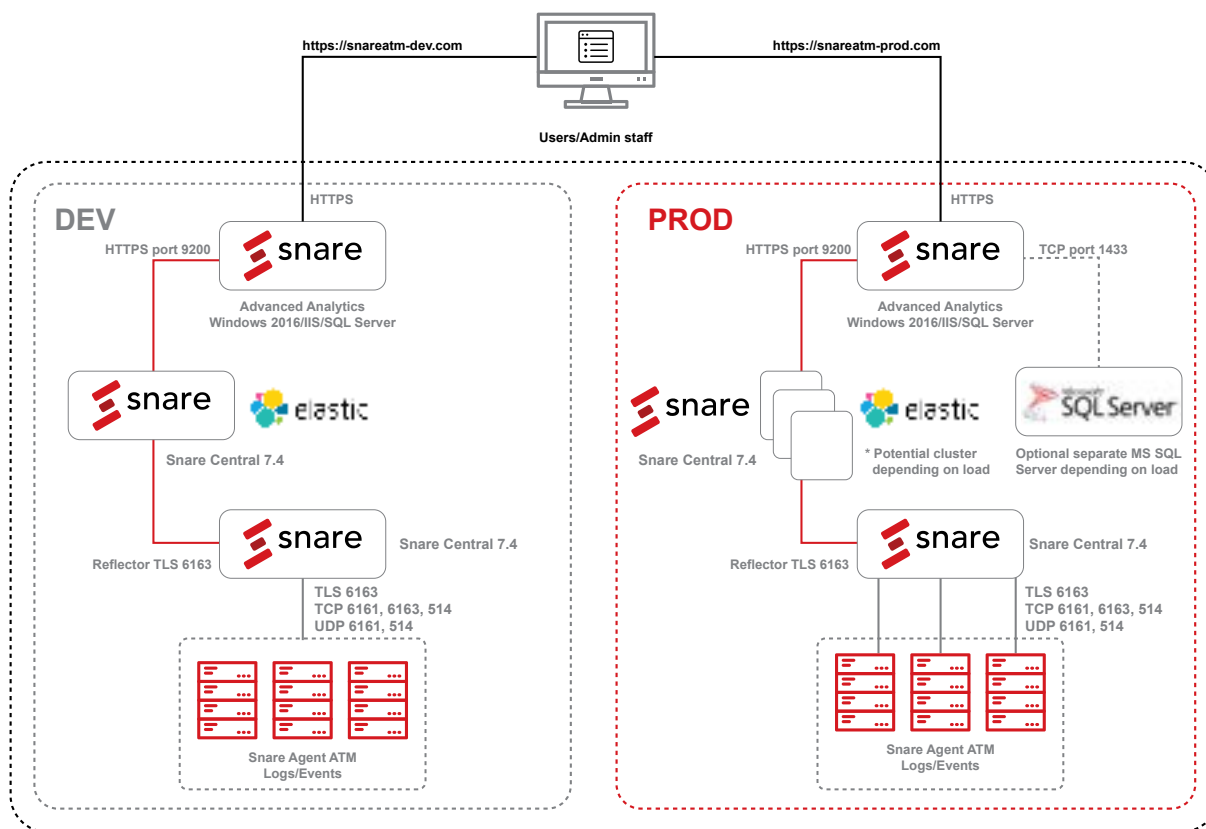 https://snareatm-dev.com
https://snareatm-prod.com
Users/Admin staff
DEV
HTTPS
HTTPS port 9200
snare
Advanced Analytics
Windows 2016/IIS/SQL Server
snare
elastic
Snare Central 7.4
snare
Snare Central 7.4
Reflector TLS 6163
TLS 6163
TCP 6161, 6163, 514
UDP 6161, 514
Snare Agent ATM
Logs/Events
PROD
HTTPS
HTTPS port 9200
snare
TCP port 1433
Advanced Analytics
Windows 2016/IIS/SQL Server
snare
elastic
Microsoft
SQL Server
Snare Central 7.4
* Potential cluster
depending on load
Optional separate MS SQL
Server depending on load
snare
Snare Central 7.4
Reflector TLS 6163
TLS 6163
TCP 6161, 6163, 514
UDP 6161, 514
Snare Agent ATM
Logs/Events